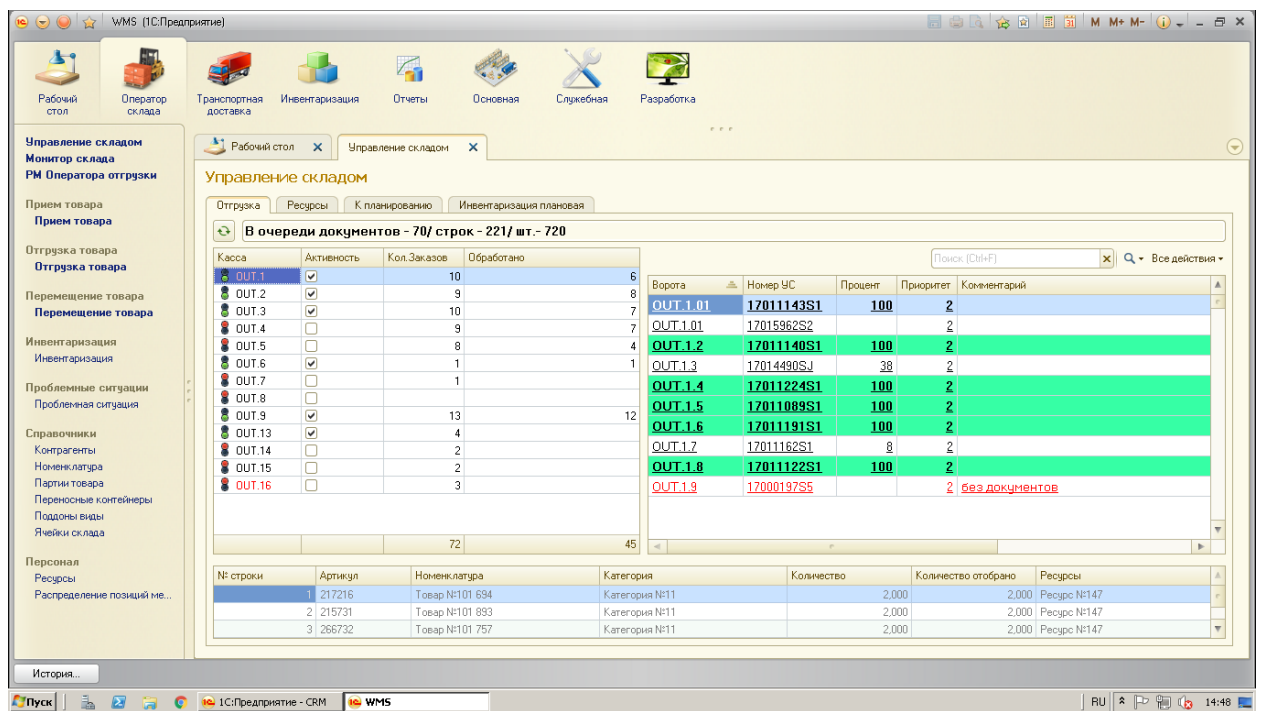 WMS (1С:Предприятие)
M M+ M-
Рабочий стол
Оператор склада
Транспортная доставка
Инвентаризация
Отчеты
Основная
Служебная
Разработка
Управление складом
Монитор склада
РМ Оператора отгрузки
Прием товара
Прием товара
Отгрузка товара
Отгрузка товара
Перемещение товара
Перемещение товара
Инвентаризация
Инвентаризация
Проблемные ситуации
Проблемная ситуация
Справочники
Контрагенты
Номенклатура
Партии товара
Переносные контейнеры
Поддоны виды
Ячейки склада
Персонал
Ресурсы
Распределение позиций ме...
Рабочий стол
Управление складом
Управление складом
Отгрузка Ресурсы К планированию Инвентаризация плановая
В очереди документов - 70/ строк - 221/ шт.- 720
Касса Активность Кол.Заказов Обработано
OUT.1 10 6
OUT.2 9 8
OUT.3 10 7
OUT.4 9 7
OUT.5 8 4
OUT.6 1 1
OUT.7 1
OUT.8
OUT.9 13 12
OUT.13 4
OUT.14 2
OUT.15 2
OUT.16 3
72 45
Поиск (Ctrl+F) Все действия
Ворота Номер УС Процент Приоритет Комментарий
OUT.1.01 17011143S1 100 2
OUT.1.01 17015962S2 2
OUT.1.2 17011140S1 100 2
OUT.1.3 17014490SJ 38 2
OUT.1.4 17011224S1 100 2
OUT.1.5 17011089S1 100 2
OUT.1.6 17011191S1 100 2
OUT.1.7 17011162S1 8 2
OUT.1.8 17011122S1 100 2
OUT.1.9 17000197S5 2 без документов
№ строки Артикул Номенклатура Категория Количество Количество отобрано Ресурсы
1 217216 Товар №101 694 Категория №11 2,000 2,000 Ресурс №147
2 215731 Товар №101 893 Категория №11 2,000 2,000 Ресурс №147
3 266732 Товар №101 757 Категория №11 2,000 2,000 Ресурс №147
История...
Пуск
1С:Предприятие - CRM
WMS
RU
14:48